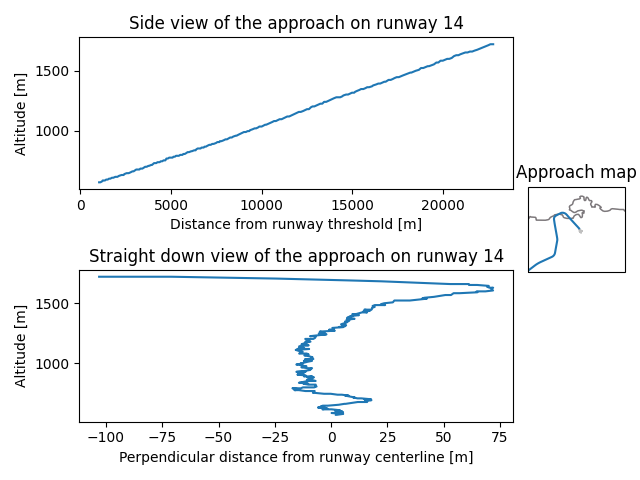 Side view of the approach on runway 14
Altitude [m]
1500
1000
0 5000 10000 15000 20000
Distance from runway threshold [m]
Approach map
Straight down view of the approach on runway 14
Altitude [m]
1500
1000
−100 −75 −50 −25 0 25 50 75
Perpendicular distance from runway centerline [m]